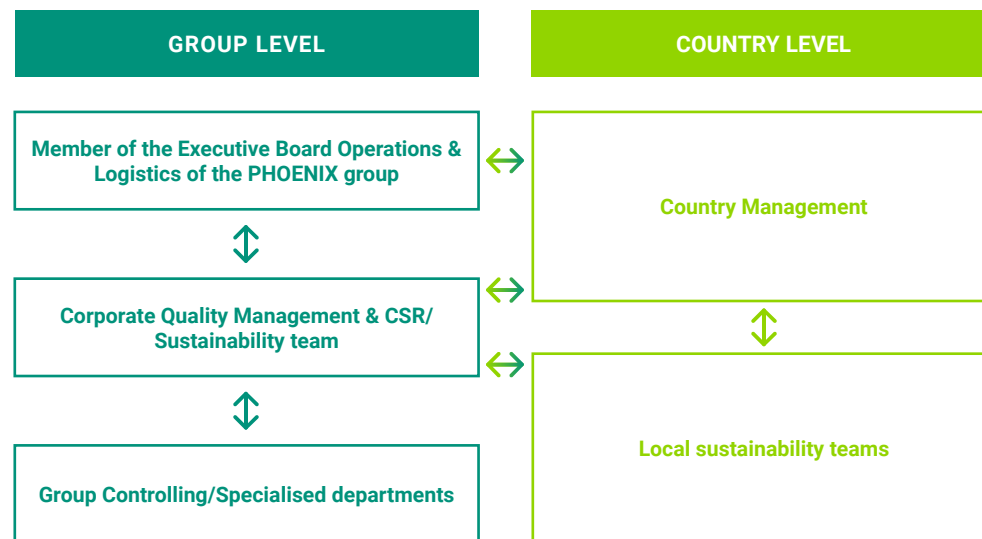 GROUP LEVEL
COUNTRY LEVEL
Member of the Executive Board Operations &
Logistics of the PHOENIX group
Country Management
Corporate Quality Management & CSR/
Sustainability team
Local sustainability teams
Group Controlling/Specialised departments